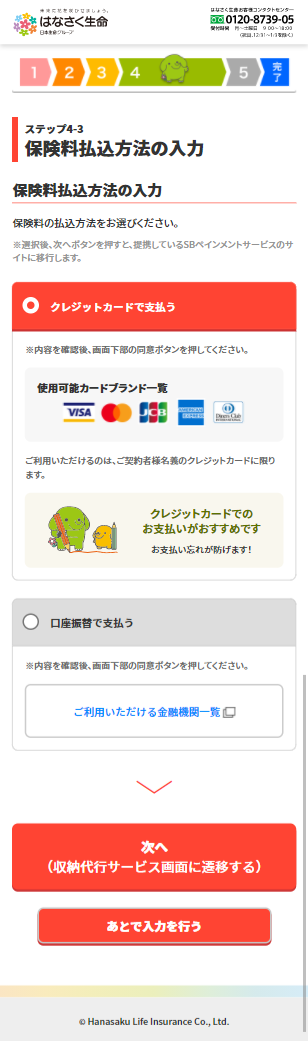 未来に花を咲かせましょう。
はなさく生命
日本生命グループ
はなさく生命お客様コンタクトセンター
0120-8739-05
受付時間 月～土曜日 9:00～18:00
(祝日、12/31～1/3を除く)
1 2 3 4 5 完了
ステップ4-3
保険料払込方法の入力
保険料払込方法の入力
保険料の払込方法をお選びください。
※選択後、次へボタンを押すと、提携しているSBペインメントサービスのサ
イトに移行します。
クレジットカードで支払う
※内容を確認後、画面下部の同意ボタンを押してください。
使用可能カードブランド一覧
VISA MasterCard JCB AMERICAN EXPRESS Diners Club
ご利用いただけるのは、ご契約者様名義のクレジットカードに限り
ます。
クレジットカードでの
お支払いがおすすめです
お支払い忘れが防げます！
口座振替で支払う
※内容を確認後、画面下部の同意ボタンを押してください。
ご利用いただける金融機関一覧
次へ
（収納代行サービス画面に遷移する）
あとで入力を行う
© Hanasaku Life Insurance Co., Ltd.